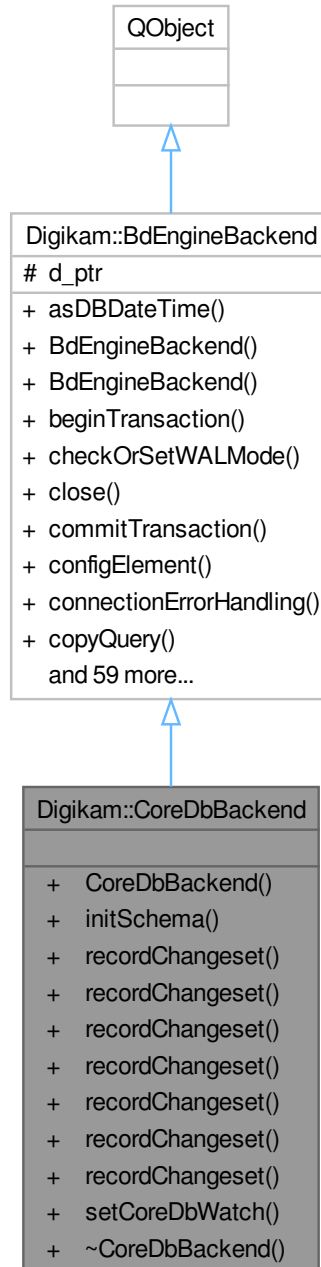 QObject
Digikam::BdEngineBackend
# d_ptr
+ asDBDateTime()
+ BdEngineBackend()
+ BdEngineBackend()
+ beginTransaction()
+ checkOrSetWALMode()
+ close()
+ commitTransaction()
+ configElement()
+ connectionErrorHandling()
+ copyQuery()
and 59 more...
Digikam::CoreDbBackend
+ CoreDbBackend()
+ initSchema()
+ recordChangeset()
+ recordChangeset()
+ recordChangeset()
+ recordChangeset()
+ recordChangeset()
+ recordChangeset()
+ recordChangeset()
+ setCoreDbWatch()
+ ~CoreDbBackend()